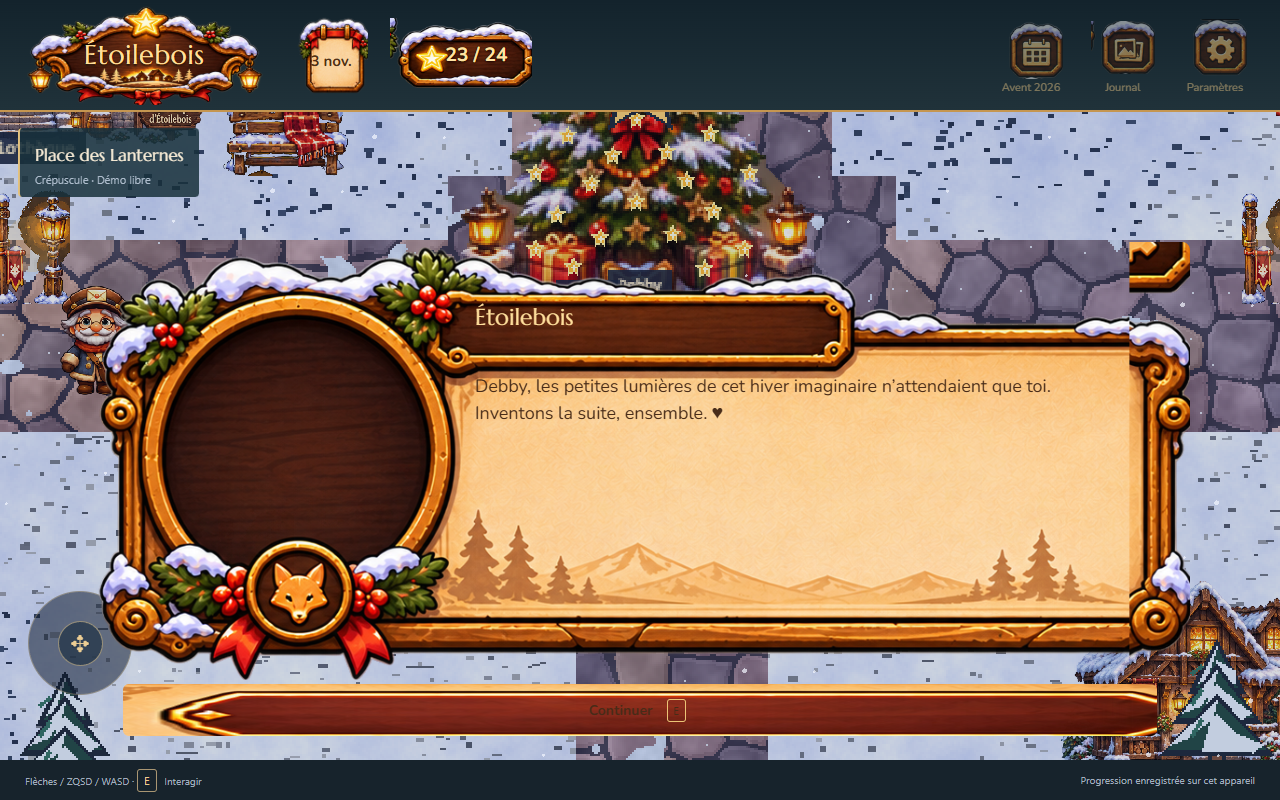 Étoilebois
3 nov.
23 / 24
Avent 2026
Journal
Paramètres
d'Étoilebois
Place des Lanternes
Crépuscule · Démo libre
Étoilebois
Debby, les petites lumières de cet hiver imaginaire n'attendaient que toi.
Inventons la suite, ensemble. ♥
Continuer E
Flèches / ZQSD / WASD · E Interagir
Progression enregistrée sur cet appareil